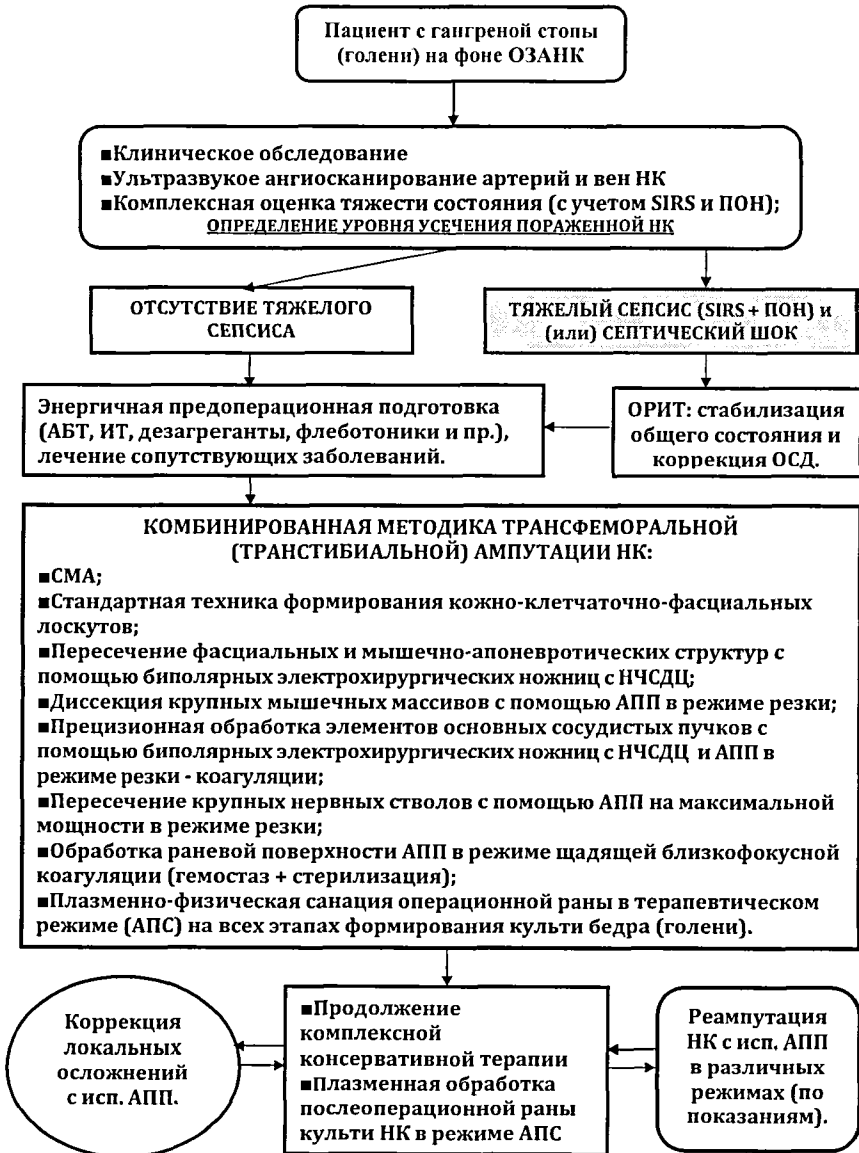 Пациент с гангреной стопы
(голени) на фоне ОЗАНК
■Клиническое обследование
■Ультразвукое ангиосканирование артерий и вен НК
■Комплексная оценка тяжести состояния (с учетом SIRS и ПОН);
ОПРЕДЕЛЕНИЕ УРОВНЯ УСЕЧЕНИЯ ПОРАЖЕННОЙ НК
ОТСУТСТВИЕ ТЯЖЕЛОГО
СЕПСИСА
ТЯЖЕЛЫЙ СЕПСИС (SIRS + ПОН) и
(или) СЕПТИЧЕСКИЙ ШОК
Энергичная предоперационная подготовка
(АБТ, ИТ, дезагреганты, флеботоники и пр.),
лечение сопутствующих заболеваний.
ОРИТ: стабилизация
общего состояния и
коррекция ОСД.
КОМБИНИРОВАННАЯ МЕТОДИКА ТРАНСФЕМОРАЛЬНОЙ
(ТРАНСТИБИАЛЬНОЙ) АМПУТАЦИИ НК:
■СМА;
■Стандартная техника формирования кожно-клетчаточно-фасциальных
лоскутов;
■Пересечение фасциальных и мышечно-апоневротических структур с
помощью биполярных электрохирургических ножниц с НЧСДЦ;
■Диссекция крупных мышечных массивов с помощью АПП в режиме резки;
■Прецизионная обработка элементов основных сосудистых пучков с
помощью биполярных электрохирургических ножниц с НЧСДЦ и АПП в
режиме резки - коагуляции;
■Пересечение крупных нервных стволов с помощью АПП на максимальной
мощности в режиме резки;
■Обработка раневой поверхности АПП в режиме щадящей близкофокусной
коагуляции (гемостаз + стерилизация);
■Плазменно-физическая санация операционной раны в терапевтическом
режиме (АПС) на всех этапах формирования культи бедра (голени).
Коррекция
локальных
осложнений
с исп. АПП.
■Продолжение
комплексной
консервативной терапии
■Плазменная обработка
послеоперационной раны
культи НК в режиме АПС
Реампутация
НК с исп. АПП
в различных
режимах (по
показаниям).